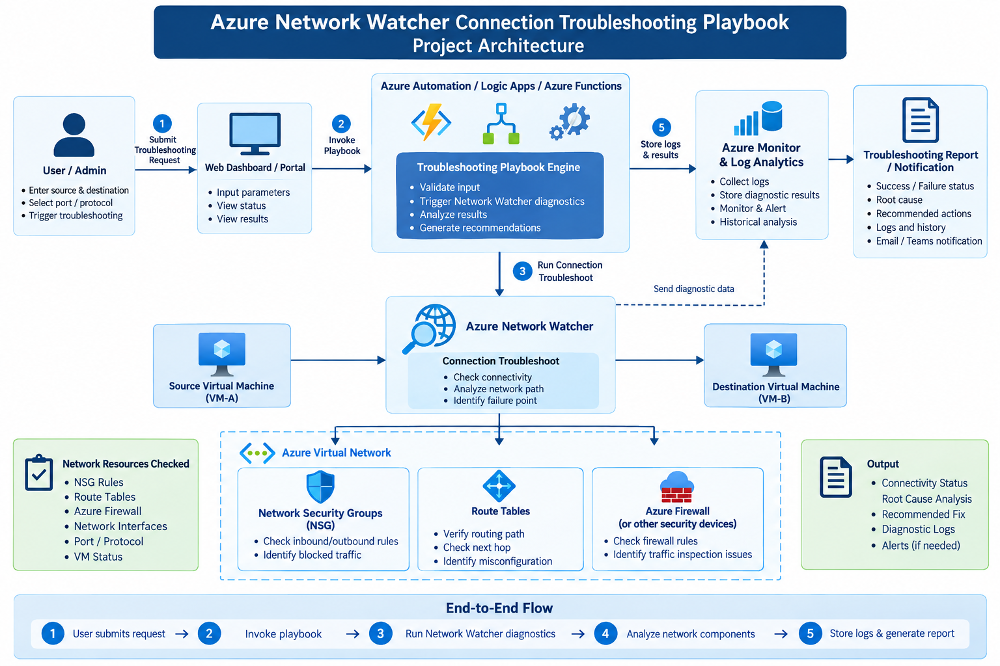 Azure Network Watcher Connection Troubleshooting Playbook
Project Architecture
User / Admin
• Enter source & destination
• Select port / protocol
• Trigger troubleshooting
1
Submit
Troubleshooting
Request
Web Dashboard / Portal
• Input parameters
• View status
• View results
2
Invoke
Playbook
Azure Automation / Logic Apps / Azure Functions
Troubleshooting Playbook Engine
• Validate input
• Trigger Network Watcher diagnostics
• Analyze results
• Generate recommendations
5
Store logs
& results
Azure Monitor
& Log Analytics
• Collect logs
• Store diagnostic results
• Monitor & Alert
• Historical analysis
Troubleshooting Report
/ Notification
• Success / Failure status
• Root cause
• Recommended actions
• Logs and history
• Email / Teams notification
3
Run Connection
Troubleshoot
Send diagnostic data
Source Virtual Machine
(VM-A)
Azure Network Watcher
Connection Troubleshoot
• Check connectivity
• Analyze network path
• Identify failure point
Destination Virtual Machine
(VM-B)
Network Resources Checked
• NSG Rules
• Route Tables
• Azure Firewall
• Network Interfaces
• Port / Protocol
• VM Status
Azure Virtual Network
Network Security Groups
(NSG)
• Check inbound/outbound rules
• Identify blocked traffic
Route Tables
• Verify routing path
• Check next hop
• Identify misconfiguration
Azure Firewall
(or other security devices)
• Check firewall rules
• Identify traffic inspection issues
Output
• Connectivity Status
Root Cause Analysis
• Recommended Fix
• Diagnostic Logs
• Alerts (if needed)
End-to-End Flow
1 User submits request → 2 Invoke playbook → 3 Run Network Watcher diagnostics → 4 Analyze network components → 5 Store logs & generate report